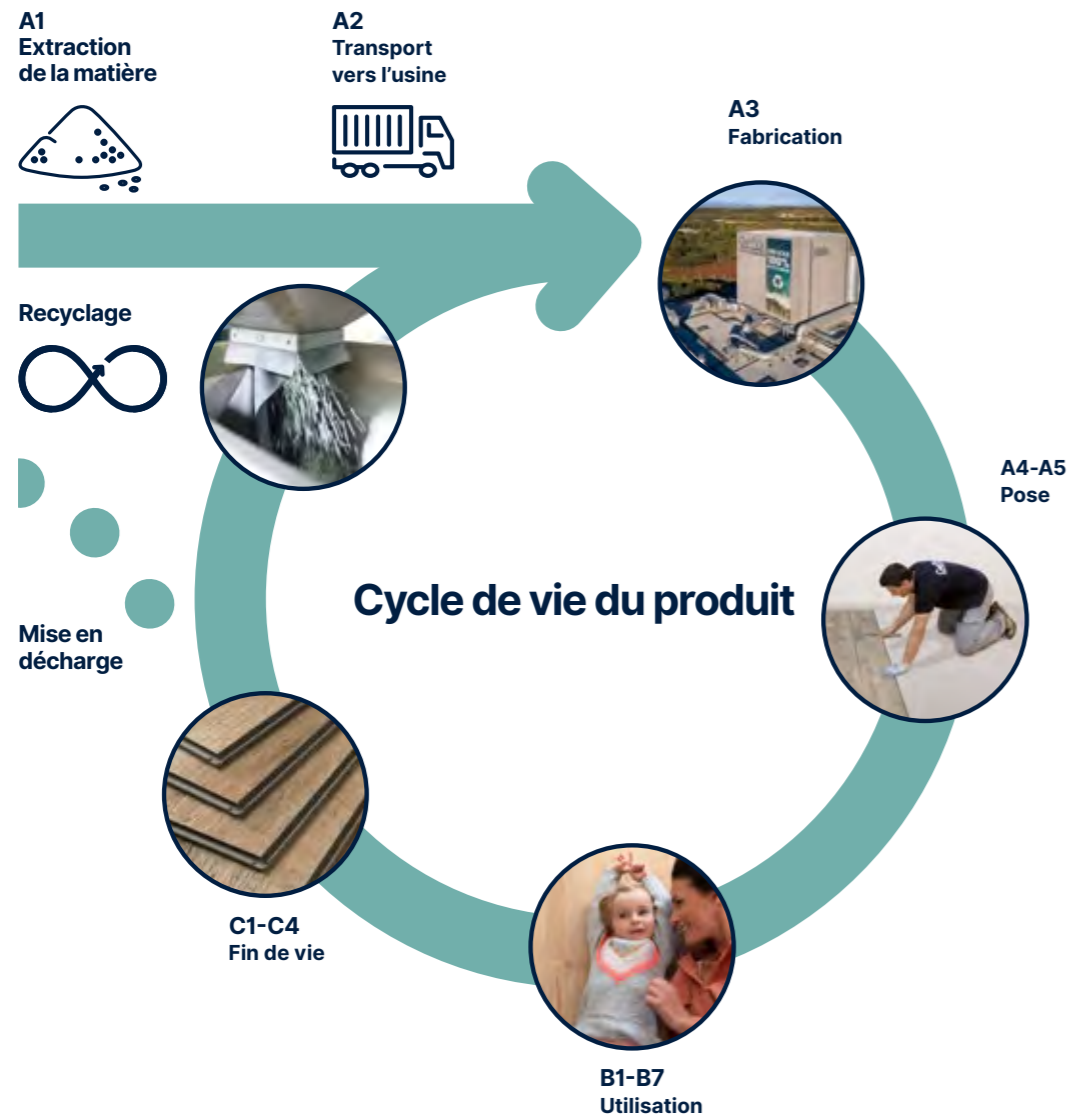 A1
Extraction
de la matière
A2
Transport
vers l’usine
A3
Fabrication
Recyclage
A4-A5
Pose
Cycle de vie du produit
Mise en
décharge
C1-C4
Fin de vie
B1-B7
Utilisation